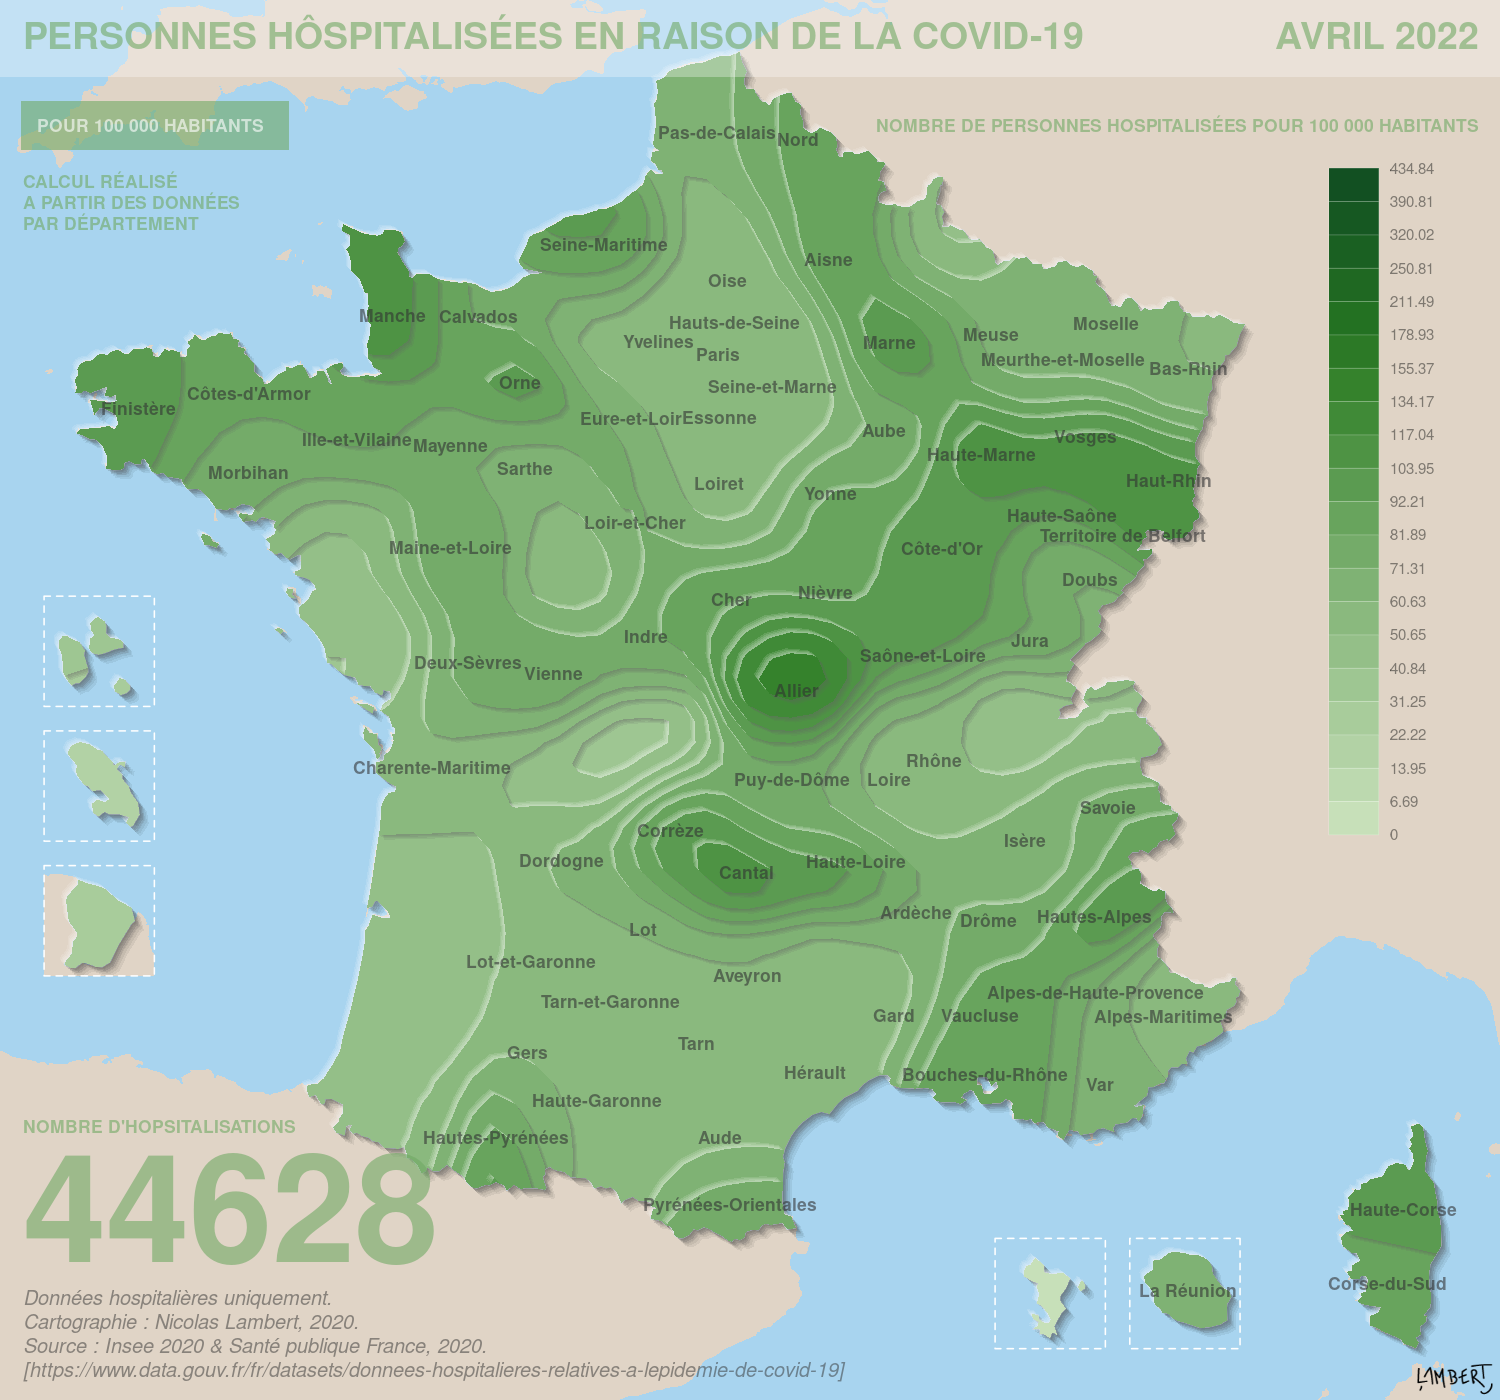 PERSONNES HÔSPITALISÉES EN RAISON DE LA COVID-19
AVRIL 2022
POUR 100 000 HABITANTS
CALCUL RÉALISÉ
A PARTIR DES DONNÉES
PAR DÉPARTEMENT
NOMBRE DE PERSONNES HOSPITALISÉES POUR 100 000 HABITANTS
434.84
390.81
320.02
250.81
211.49
178.93
155.37
134.17
117.04
103.95
92.21
81.89
71.31
60.63
50.65
40.84
31.25
22.22
13.95
6.69
0
Pas-de-Calais
Nord
Seine-Maritime
Aisne
Oise
Manche
Calvados
Hauts-de-Seine
Yvelines
Paris
Marne
Meuse
Moselle
Meurthe-et-Moselle
Bas-Rhin
Orne
Seine-et-Marne
Côtes-d'Armor
Finistère
Eure-et-Loir
Essonne
Aube
Vosges
Ille-et-Vilaine
Mayenne
Haute-Marne
Morbihan
Sarthe
Loiret
Yonne
Haut-Rhin
Loir-et-Cher
Haute-Saône
Territoire de Belfort
Maine-et-Loire
Côte-d'Or
Doubs
Cher
Nièvre
Indre
Jura
Deux-Sèvres
Vienne
Saône-et-Loire
Allier
Charente-Maritime
Puy-de-Dôme
Loire
Rhône
Savoie
Corrèze
Isère
Dordogne
Cantal
Haute-Loire
Ardèche
Drôme
Hautes-Alpes
Lot
Lot-et-Garonne
Aveyron
Tarn-et-Garonne
Gard
Vaucluse
Alpes-de-Haute-Provence
Alpes-Maritimes
Gers
Tarn
Hérault
Bouches-du-Rhône
Var
Haute-Garonne
Hautes-Pyrénées
Aude
Pyrénées-Orientales
Haute-Corse
Corse-du-Sud
La Réunion
NOMBRE D'HOPSITALISATIONS
44628
Données hospitalières uniquement.
Cartographie : Nicolas Lambert, 2020.
Source : Insee 2020 & Santé publique France, 2020.
[https://www.data.gouv.fr/fr/datasets/donnees-hospitalieres-relatives-a-lepidemie-de-covid-19]
LAMBERT